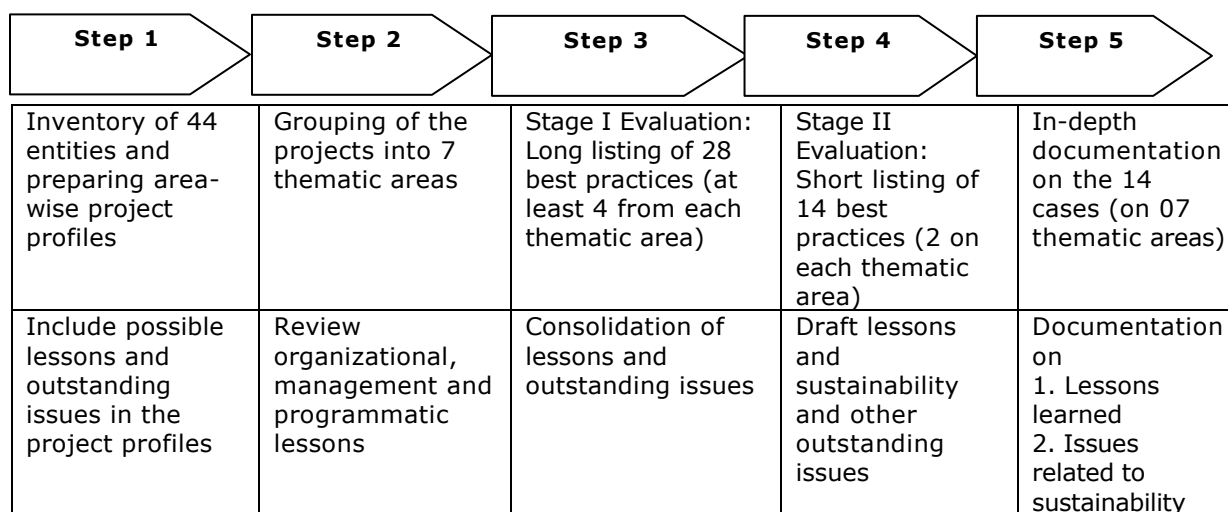 Step 1
Step 2
Step 3
Step 4
Step 5
Inventory of 44
entities and
preparing area-
wise project
profiles
Grouping of the
projects into 7
thematic areas
Stage I Evaluation:
Long listing of 28
best practices (at
least 4 from each
thematic area)
Stage II
Evaluation:
Short listing of
14 best
practices (2 on
each thematic
area)
In-depth
documentation
on the 14
cases (on 07
thematic areas)
Include possible
lessons and
outstanding
issues in the
project profiles
Review
organizational,
management and
programmatic
lessons
Consolidation of
lessons and
outstanding issues
Draft lessons
and
sustainability
and other
outstanding
issues
Documentation
on
1. Lessons
learned
2. Issues
related to
sustainability